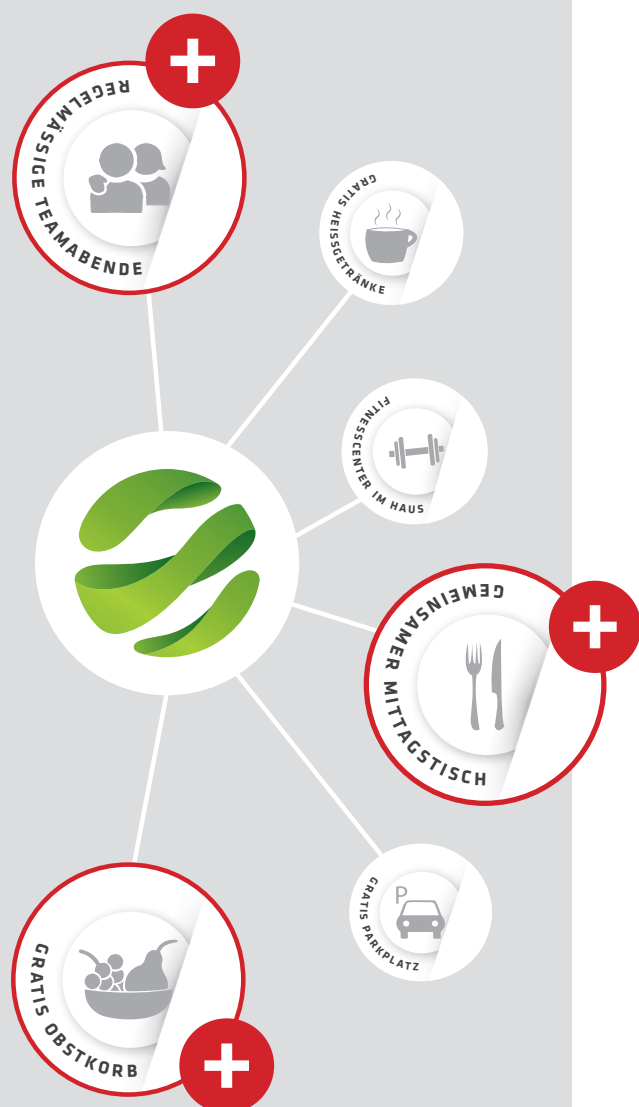 REGELMÄSSIGE TEAMABENDE
GRATIS HEISSGETRÄNKE
FITNESSCENTER IM HAUS
GEMEINSAMER MITTAGSTISCH
P
GRATIS PARKPLATZ
GRATIS OBSTKORB